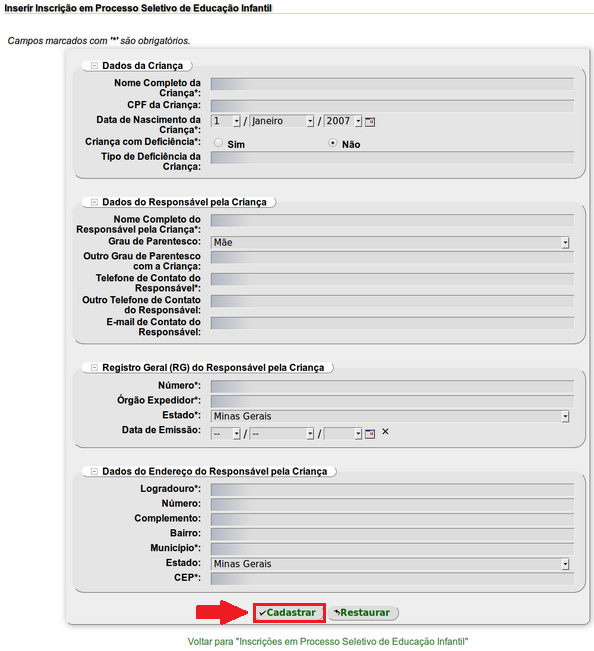 Inserir Inscrição em Processo Seletivo de Educação Infantil
Campos marcados com '*' são obrigatórios.
Dados da Criança
Nome Completo da
Criança*:
CPF da Criança:
Data de Nascimento da
Criança*:
1 / Janeiro / 2007
Criança com Deficiência*:
Sim Não
Tipo de Deficiência da
Criança:
Dados do Responsável pela Criança
Nome Completo do
Responsável pela Criança*:
Grau de Parentesco: Mãe
Outro Grau de Parentesco
com a Criança:
Telefone de Contato do
Responsável*:
Outro Telefone de Contato
do Responsável:
E-mail de Contato do
Responsável:
Registro Geral (RG) do Responsável pela Criança
Número*:
Órgão Expedidor*:
Estado*: Minas Gerais
Data de Emissão: -- / -- /
Dados do Endereço do Responsável pela Criança
Logradouro*:
Número:
Complemento:
Bairro:
Município*:
Estado: Minas Gerais
CEP*:
Cadastrar Restaurar
Voltar para "Inscrições em Processo Seletivo de Educação Infantil"